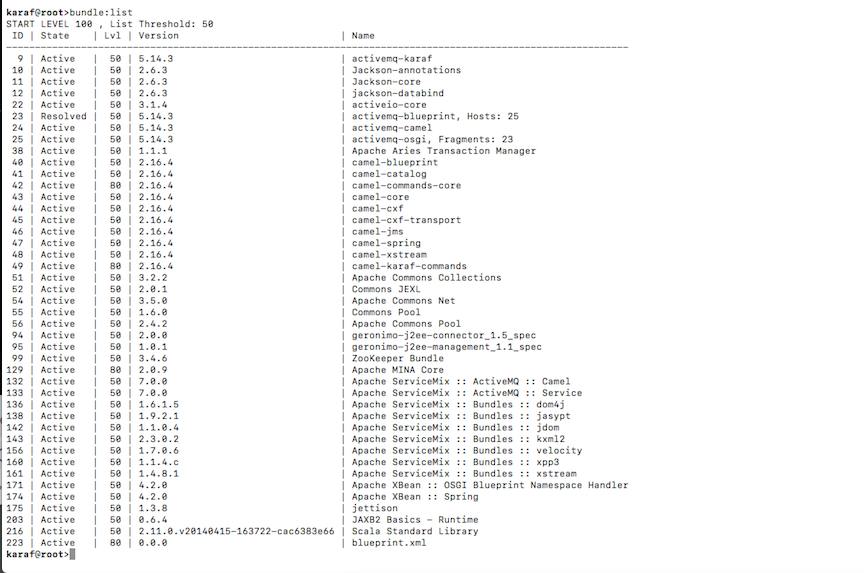 karaf@root>bundle:list
START LEVEL 100 , List Threshold: 50
 ID | State    | Lvl | Version                          | Name
------------------------------------------------------------------------------------------
  9 | Active   |  50 | 5.14.3                           | activemq-karaf
 10 | Active   |  50 | 2.6.3                            | Jackson-annotations
 11 | Active   |  50 | 2.6.3                            | Jackson-core
 12 | Active   |  50 | 2.6.3                            | jackson-databind
 22 | Active   |  50 | 3.1.4                            | activeio-core
 23 | Resolved |  50 | 5.14.3                           | activemq-blueprint, Hosts: 25
 24 | Active   |  50 | 5.14.3                           | activemq-camel
 25 | Active   |  50 | 5.14.3                           | activemq-osgi, Fragments: 23
 38 | Active   |  50 | 1.1.1                            | Apache Aries Transaction Manager
 40 | Active   |  50 | 2.16.4                           | camel-blueprint
 41 | Active   |  50 | 2.16.4                           | camel-catalog
 42 | Active   |  80 | 2.16.4                           | camel-commands-core
 43 | Active   |  50 | 2.16.4                           | camel-core
 44 | Active   |  50 | 2.16.4                           | camel-cxf
 45 | Active   |  50 | 2.16.4                           | camel-cxf-transport
 46 | Active   |  50 | 2.16.4                           | camel-jms
 47 | Active   |  50 | 2.16.4                           | camel-spring
 48 | Active   |  50 | 2.16.4                           | camel-xstream
 49 | Active   |  80 | 2.16.4                           | camel-karaf-commands
 51 | Active   |  50 | 3.2.2                            | Apache Commons Collections
 52 | Active   |  50 | 2.0.1                            | Commons JEXL
 54 | Active   |  50 | 3.5.0                            | Apache Commons Net
 55 | Active   |  50 | 1.6.0                            | Commons Pool
 56 | Active   |  50 | 2.4.2                            | Apache Commons Pool
 94 | Active   |  50 | 2.0.0                            | geronimo-j2ee-connector_1.5_spec
 95 | Active   |  50 | 1.0.1                            | geronimo-j2ee-management_1.1_spec
 99 | Active   |  50 | 3.4.6                            | ZooKeeper Bundle
129 | Active   |  80 | 2.0.9                            | Apache MINA Core
132 | Active   |  50 | 7.0.0                            | Apache ServiceMix :: ActiveMQ :: Camel
133 | Active   |  50 | 7.0.0                            | Apache ServiceMix :: ActiveMQ :: Service
136 | Active   |  50 | 1.6.1.5                          | Apache ServiceMix :: Bundles :: dom4j
138 | Active   |  50 | 1.9.2.1                          | Apache ServiceMix :: Bundles :: jasypt
142 | Active   |  50 | 1.1.0.4                          | Apache ServiceMix :: Bundles :: jdom
143 | Active   |  50 | 2.3.0.2                          | Apache ServiceMix :: Bundles :: kxml2
156 | Active   |  50 | 1.7.0.6                          | Apache ServiceMix :: Bundles :: velocity
160 | Active   |  50 | 1.1.4.c                          | Apache ServiceMix :: Bundles :: xpp3
161 | Active   |  50 | 1.4.8.1                          | Apache ServiceMix :: Bundles :: xstream
171 | Active   |  50 | 4.2.0                            | Apache XBean :: OSGI Blueprint Namespace Handler
174 | Active   |  50 | 4.2.0                            | Apache XBean :: Spring
175 | Active   |  50 | 1.3.8                            | jettison
203 | Active   |  50 | 0.6.4                            | JAXB2 Basics - Runtime
216 | Active   |  50 | 2.11.0.v20140415-163722-cac6383e66 | Scala Standard Library
223 | Active   |  80 | 0.0.0                            | blueprint.xml
karaf@root>